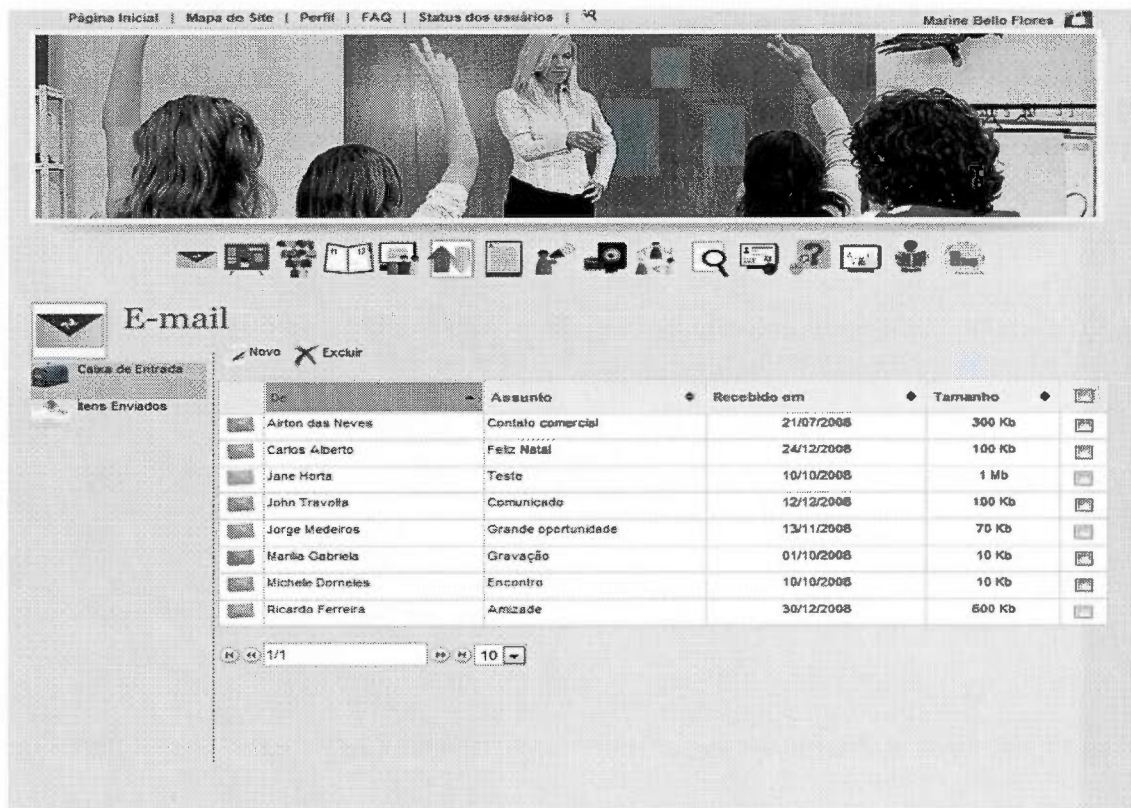 Página Inicial | Mapa do Site | Perfil | FAQ | Status dos usuários |
Marine Bello Flores
E-mail
Novo Excluir
Caixa de Entrada
Itens Enviados
De Assunto Recebido em Tamanho
Airton das Neves Contato comercial 21/07/2008 300 Kb
Carlos Alberto Feliz Natal 24/12/2008 100 Kb
Jane Horta Teste 10/10/2008 1 Mb
John Travolta Comunicado 12/12/2008 100 Kb
Jorge Medeiros Grande oportunidade 13/11/2008 70 Kb
Marilia Gabriela Gravação 01/10/2008 10 Kb
Michele Dorneles Encontro 10/10/2008 10 Kb
Ricardo Ferreira Amizade 30/12/2008 500 Kb
1/1 10